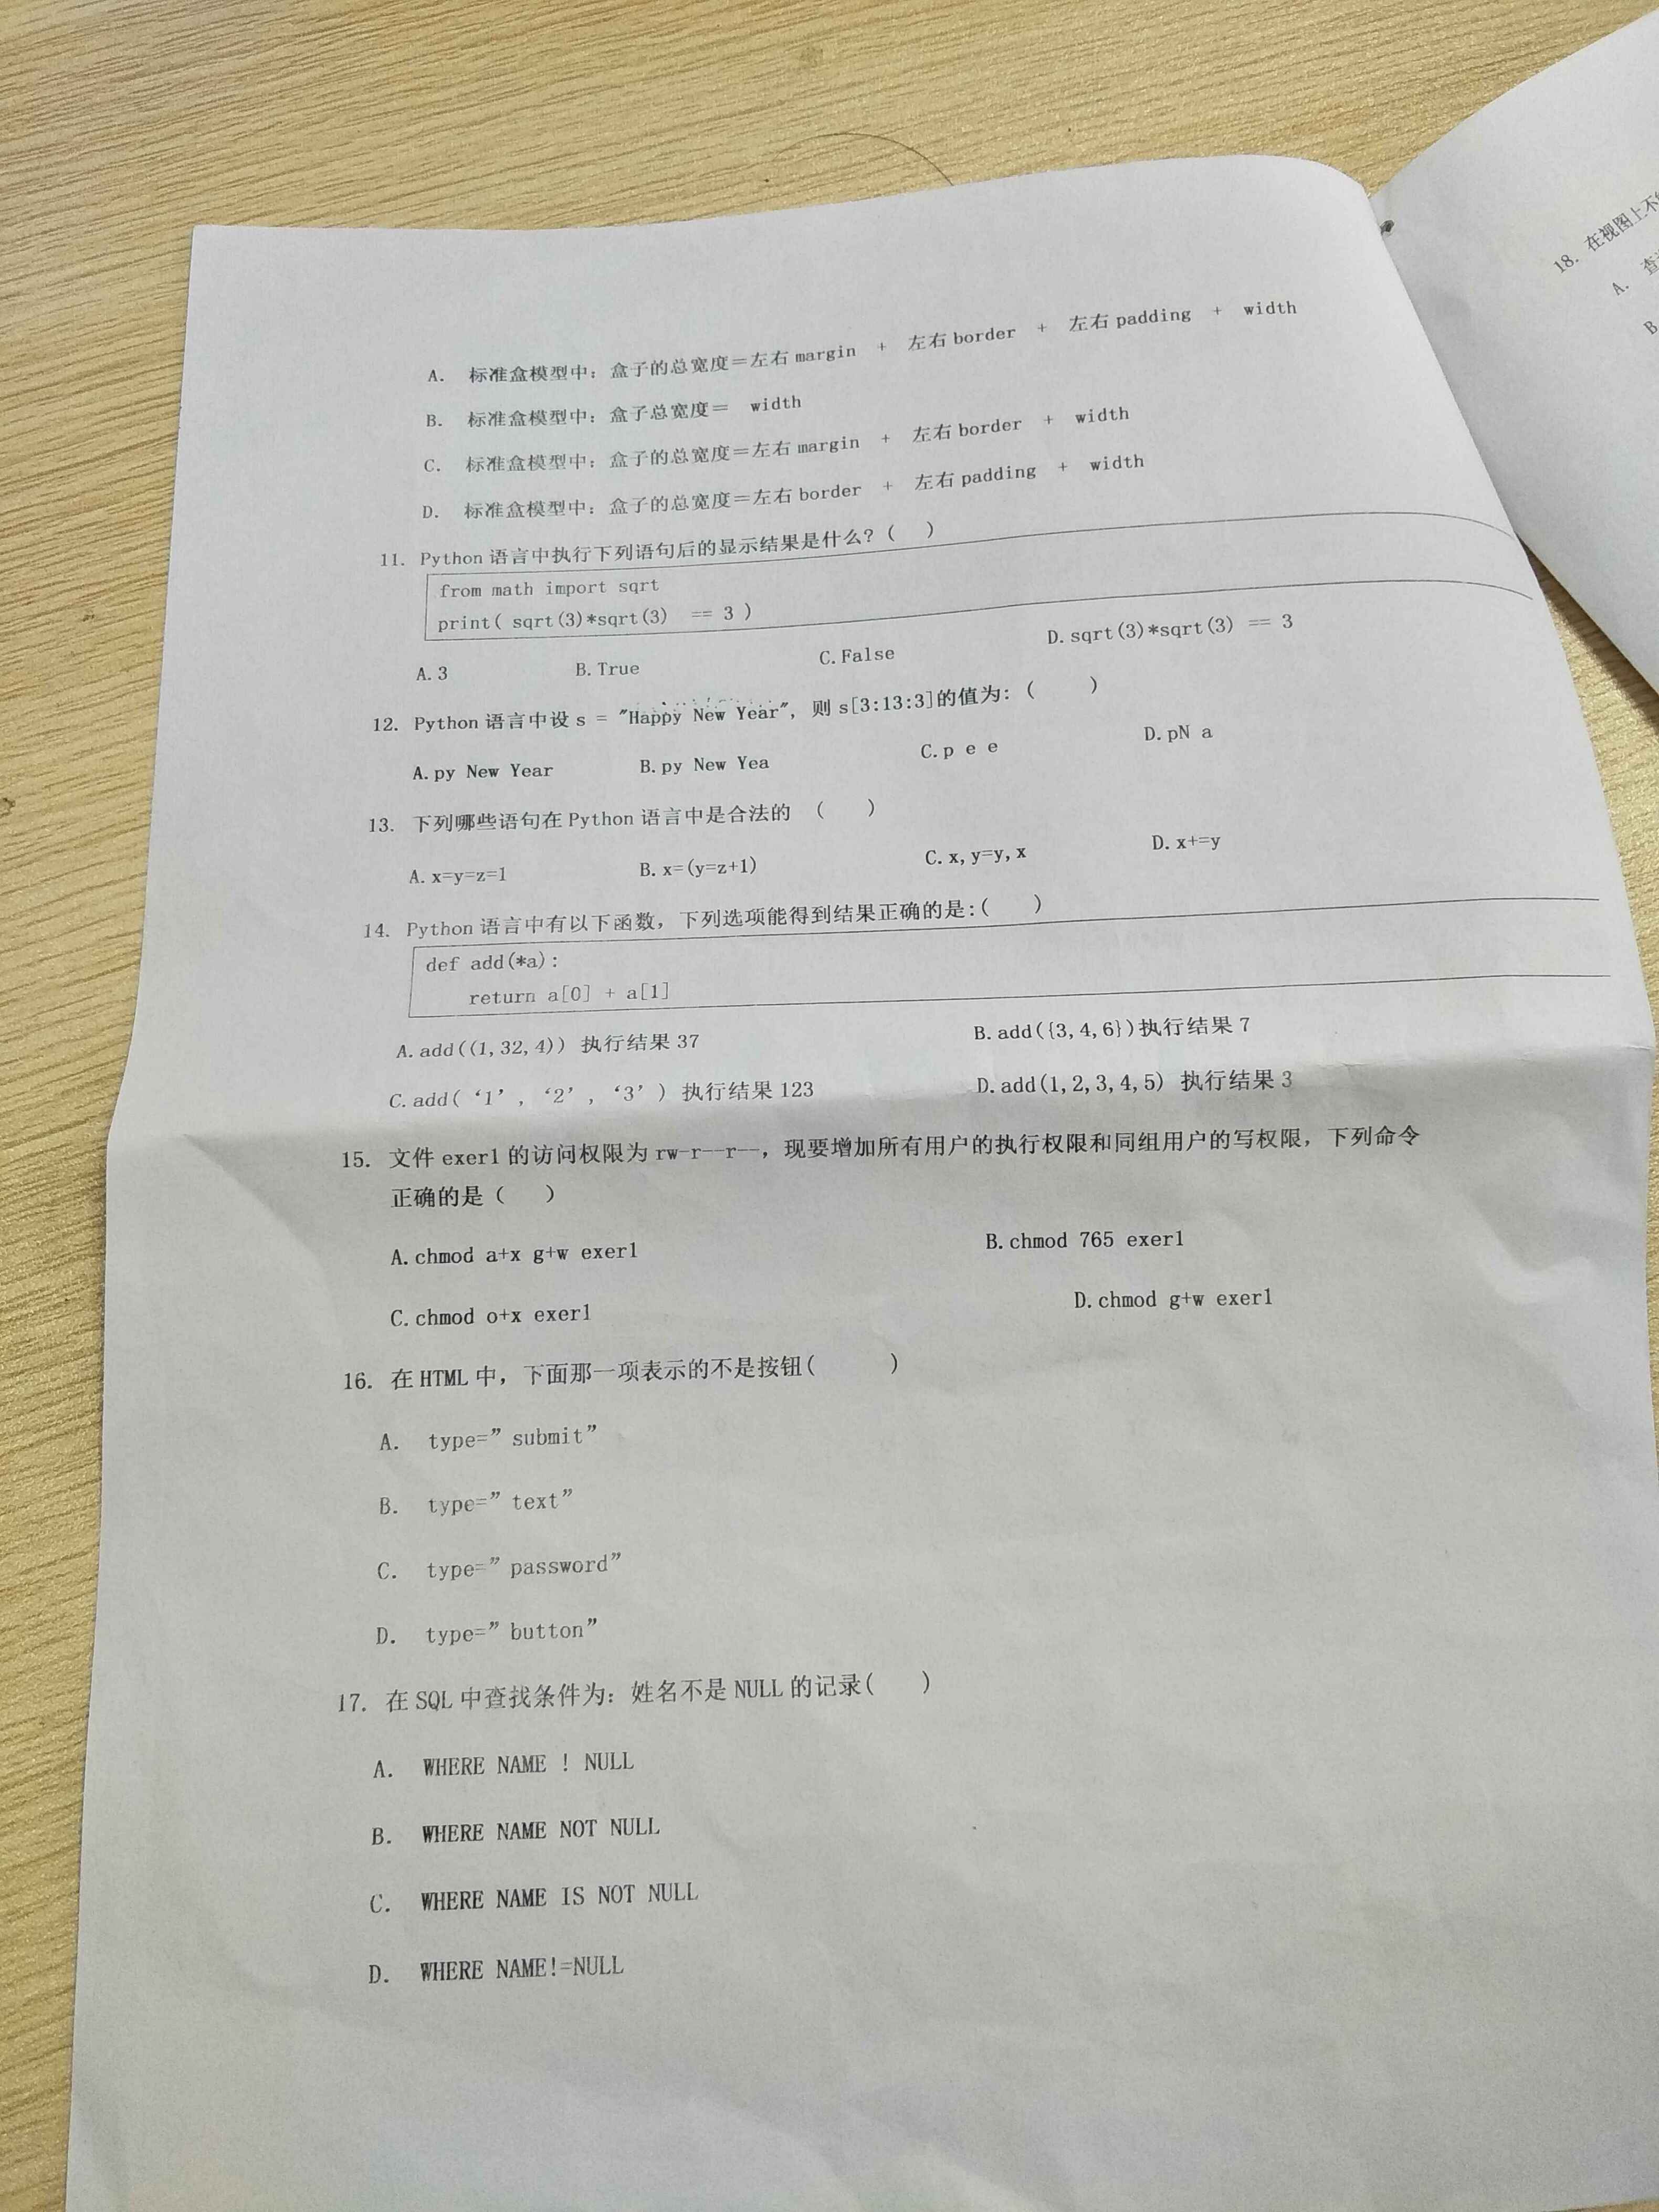 A. 标准盒模型中: 盒子的总宽度=左右 margin + 左右 border + 左右 padding + width
B. 标准盒模型中: 盒子总宽度= width
C. 标准盒模型中: 盒子的总宽度=左右 margin + 左右 border + width
D. 标准盒模型中: 盒子的总宽度=左右 border + 左右 padding + width
11. Python 语言中执行下列语句后的显示结果是什么? ( )
from math import sqrt
print( sqrt(3)*sqrt(3) == 3 )
A.3 B.True C.False D.sqrt(3)*sqrt(3) == 3
12. Python 语言中设 s = "Happy New Year", 则 s[3:13:3]的值为: ( )
A.py New Year B.py New Yea C.p e e D.pN a
13. 下列哪些语句在 Python 语言中是合法的 ( )
A.x=y=z=1 B.x=(y=z+1) C.x,y=y,x D.x+=y
14. Python 语言中有以下函数, 下列选项能得到结果正确的是:( )
def add(*a):
return a[0] + a[1]
A.add((1,32,4)) 执行结果 37 B.add({3,4,6})执行结果 7
C.add( ‘1’ , ‘2’ , ‘3’ ) 执行结果 123 D.add(1,2,3,4,5) 执行结果 3
15. 文件 exer1 的访问权限为 rw-r--r--, 现要增加所有用户的执行权限和同组用户的写权限, 下列命令
正确的是 ( )
A.chmod a+x g+w exer1 B.chmod 765 exer1
C.chmod o+x exer1 D.chmod g+w exer1
16. 在 HTML 中, 下面那一项表示的不是按钮( )
A. type=” submit”
B. type=” text”
C. type=” password”
D. type=” button”
17. 在 SQL 中查找条件为: 姓名不是 NULL 的记录( )
A. WHERE NAME ! NULL
B. WHERE NAME NOT NULL
C. WHERE NAME IS NOT NULL
D. WHERE NAME!=NULL
18. 在视图上不
A.
B